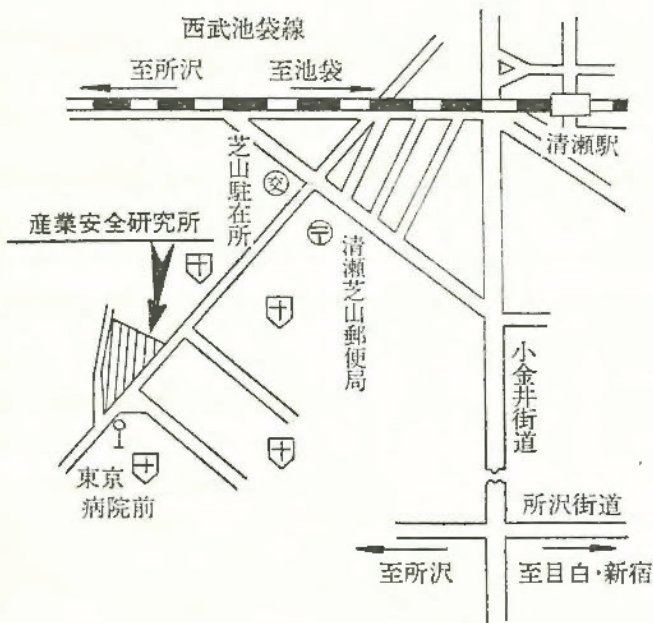 西武池袋線
至所沢
至池袋
清瀬駅
芝山駐在所
交
〒
清瀬芝山郵便局
産業安全研究所
小金井街道
東京
病院前
所沢街道
至所沢
至目白・新宿